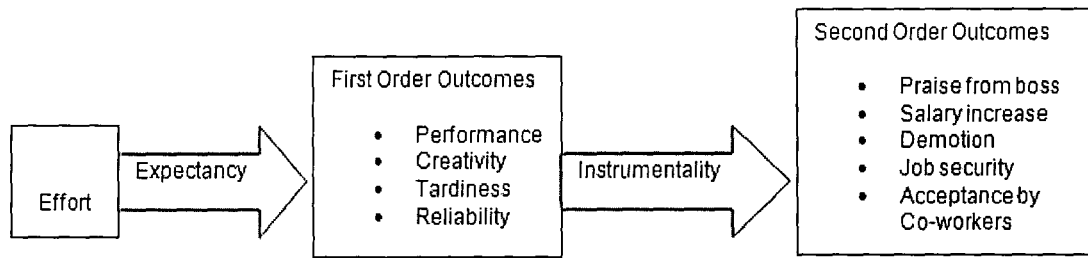 Effort
Expectancy
First Order Outcomes
• Performance
• Creativity
• Tardiness
• Reliability
Instrumentality
Second Order Outcomes
• Praise from boss
• Salary increase
• Demotion
• Job security
• Acceptance by
Co-workers